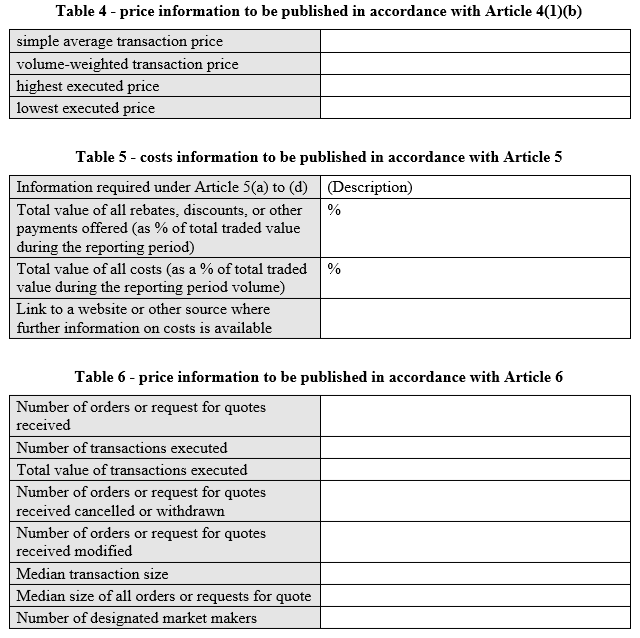 Table 4 - price information to be published in accordance with Article 4(1)(b)
simple average transaction price
volume-weighted transaction price
highest executed price
lowest executed price
Table 5 - costs information to be published in accordance with Article 5
Information required under Article 5(a) to (d) (Description)
Total value of all rebates, discounts, or other %
payments offered (as % of total traded value
during the reporting period)
Total value of all costs (as a % of total traded %
value during the reporting period volume)
Link to a website or other source where
further information on costs is available
Table 6 - price information to be published in accordance with Article 6
Number of orders or request for quotes
received
Number of transactions executed
Total value of transactions executed
Number of orders or request for quotes
received cancelled or withdrawn
Number of orders or request for quotes
received modified
Median transaction size
Median size of all orders or requests for quote
Number of designated market makers